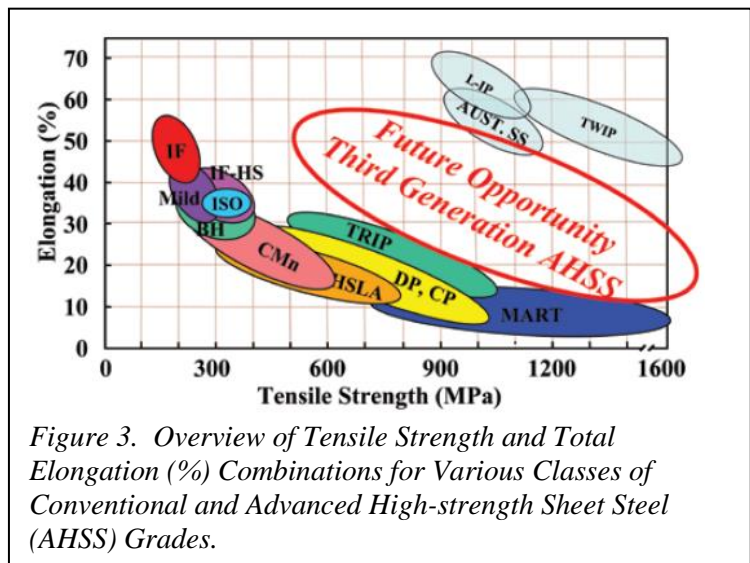 70
60
50
40
30
20
10
0
Elongation (%)
L-IP
AUST. SS
TWIP
Future Opportunity
Third Generation AHSS
IF
IF-HS
Mild
ISO
BH
CMn
TRIP
DP, CP
HSLA
MART
0 300 600 900 1200 1600
Tensile Strength (MPa)
Figure 3. Overview of Tensile Strength and Total
Elongation (%) Combinations for Various Classes of
Conventional and Advanced High-strength Sheet Steel
(AHSS) Grades.